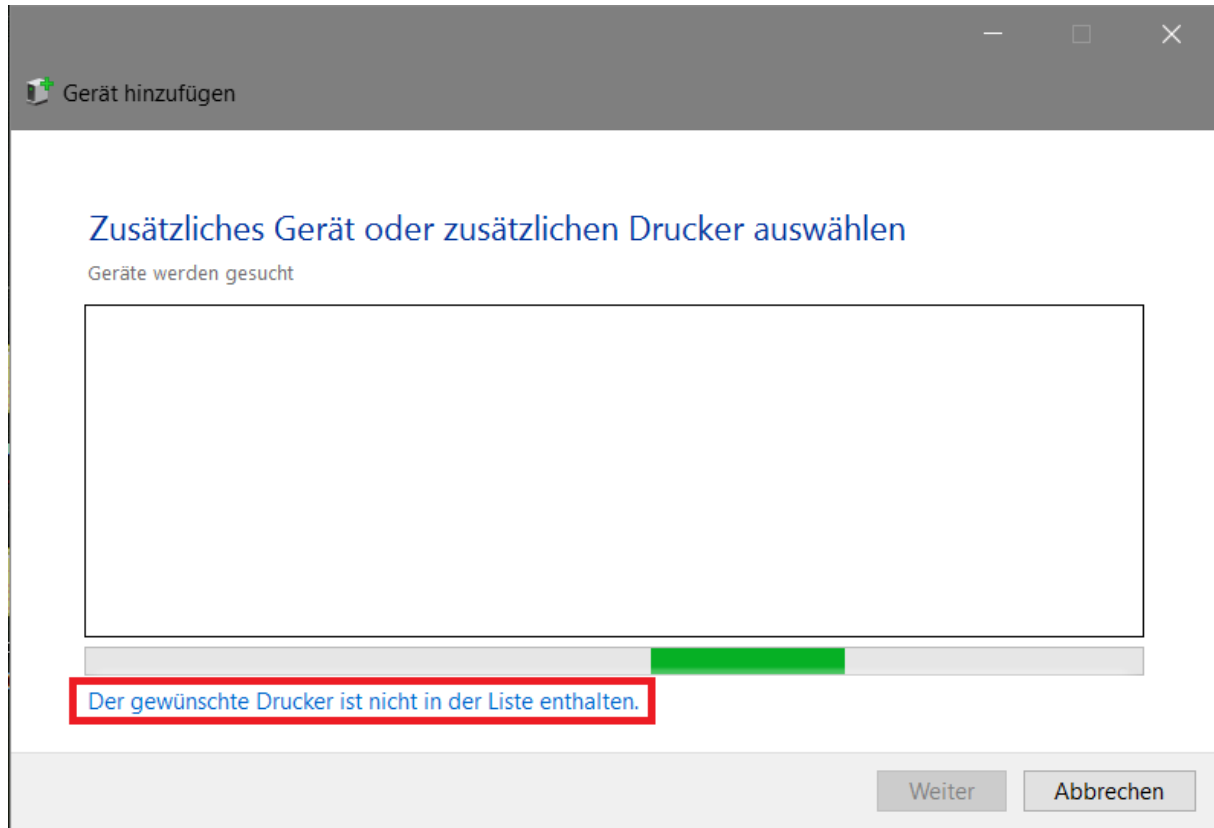 Gerät hinzufügen
Zusätzliches Gerät oder zusätzlichen Drucker auswählen
Geräte werden gesucht
Der gewünschte Drucker ist nicht in der Liste enthalten.
Weiter
Abbrechen